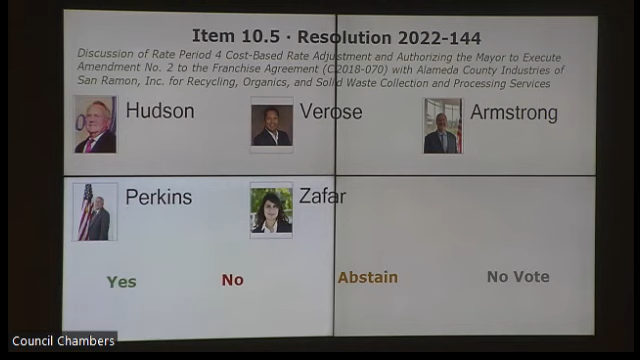 Item 10.5 · Resolution 2022-144
Discussion of Rate Period 4 Cost-Based Rate Adjustment and Authorizing the Mayor to Execute
Amendment No. 2 to the Franchise Agreement (C2018-070) with Alameda County Industries of
San Ramon, Inc. for Recycling, Organics, and Solid Waste Collection and Processing Services
Hudson
Verose
Armstrong
Perkins
Zafar
Yes
No
Abstain
No Vote
Council Chambers